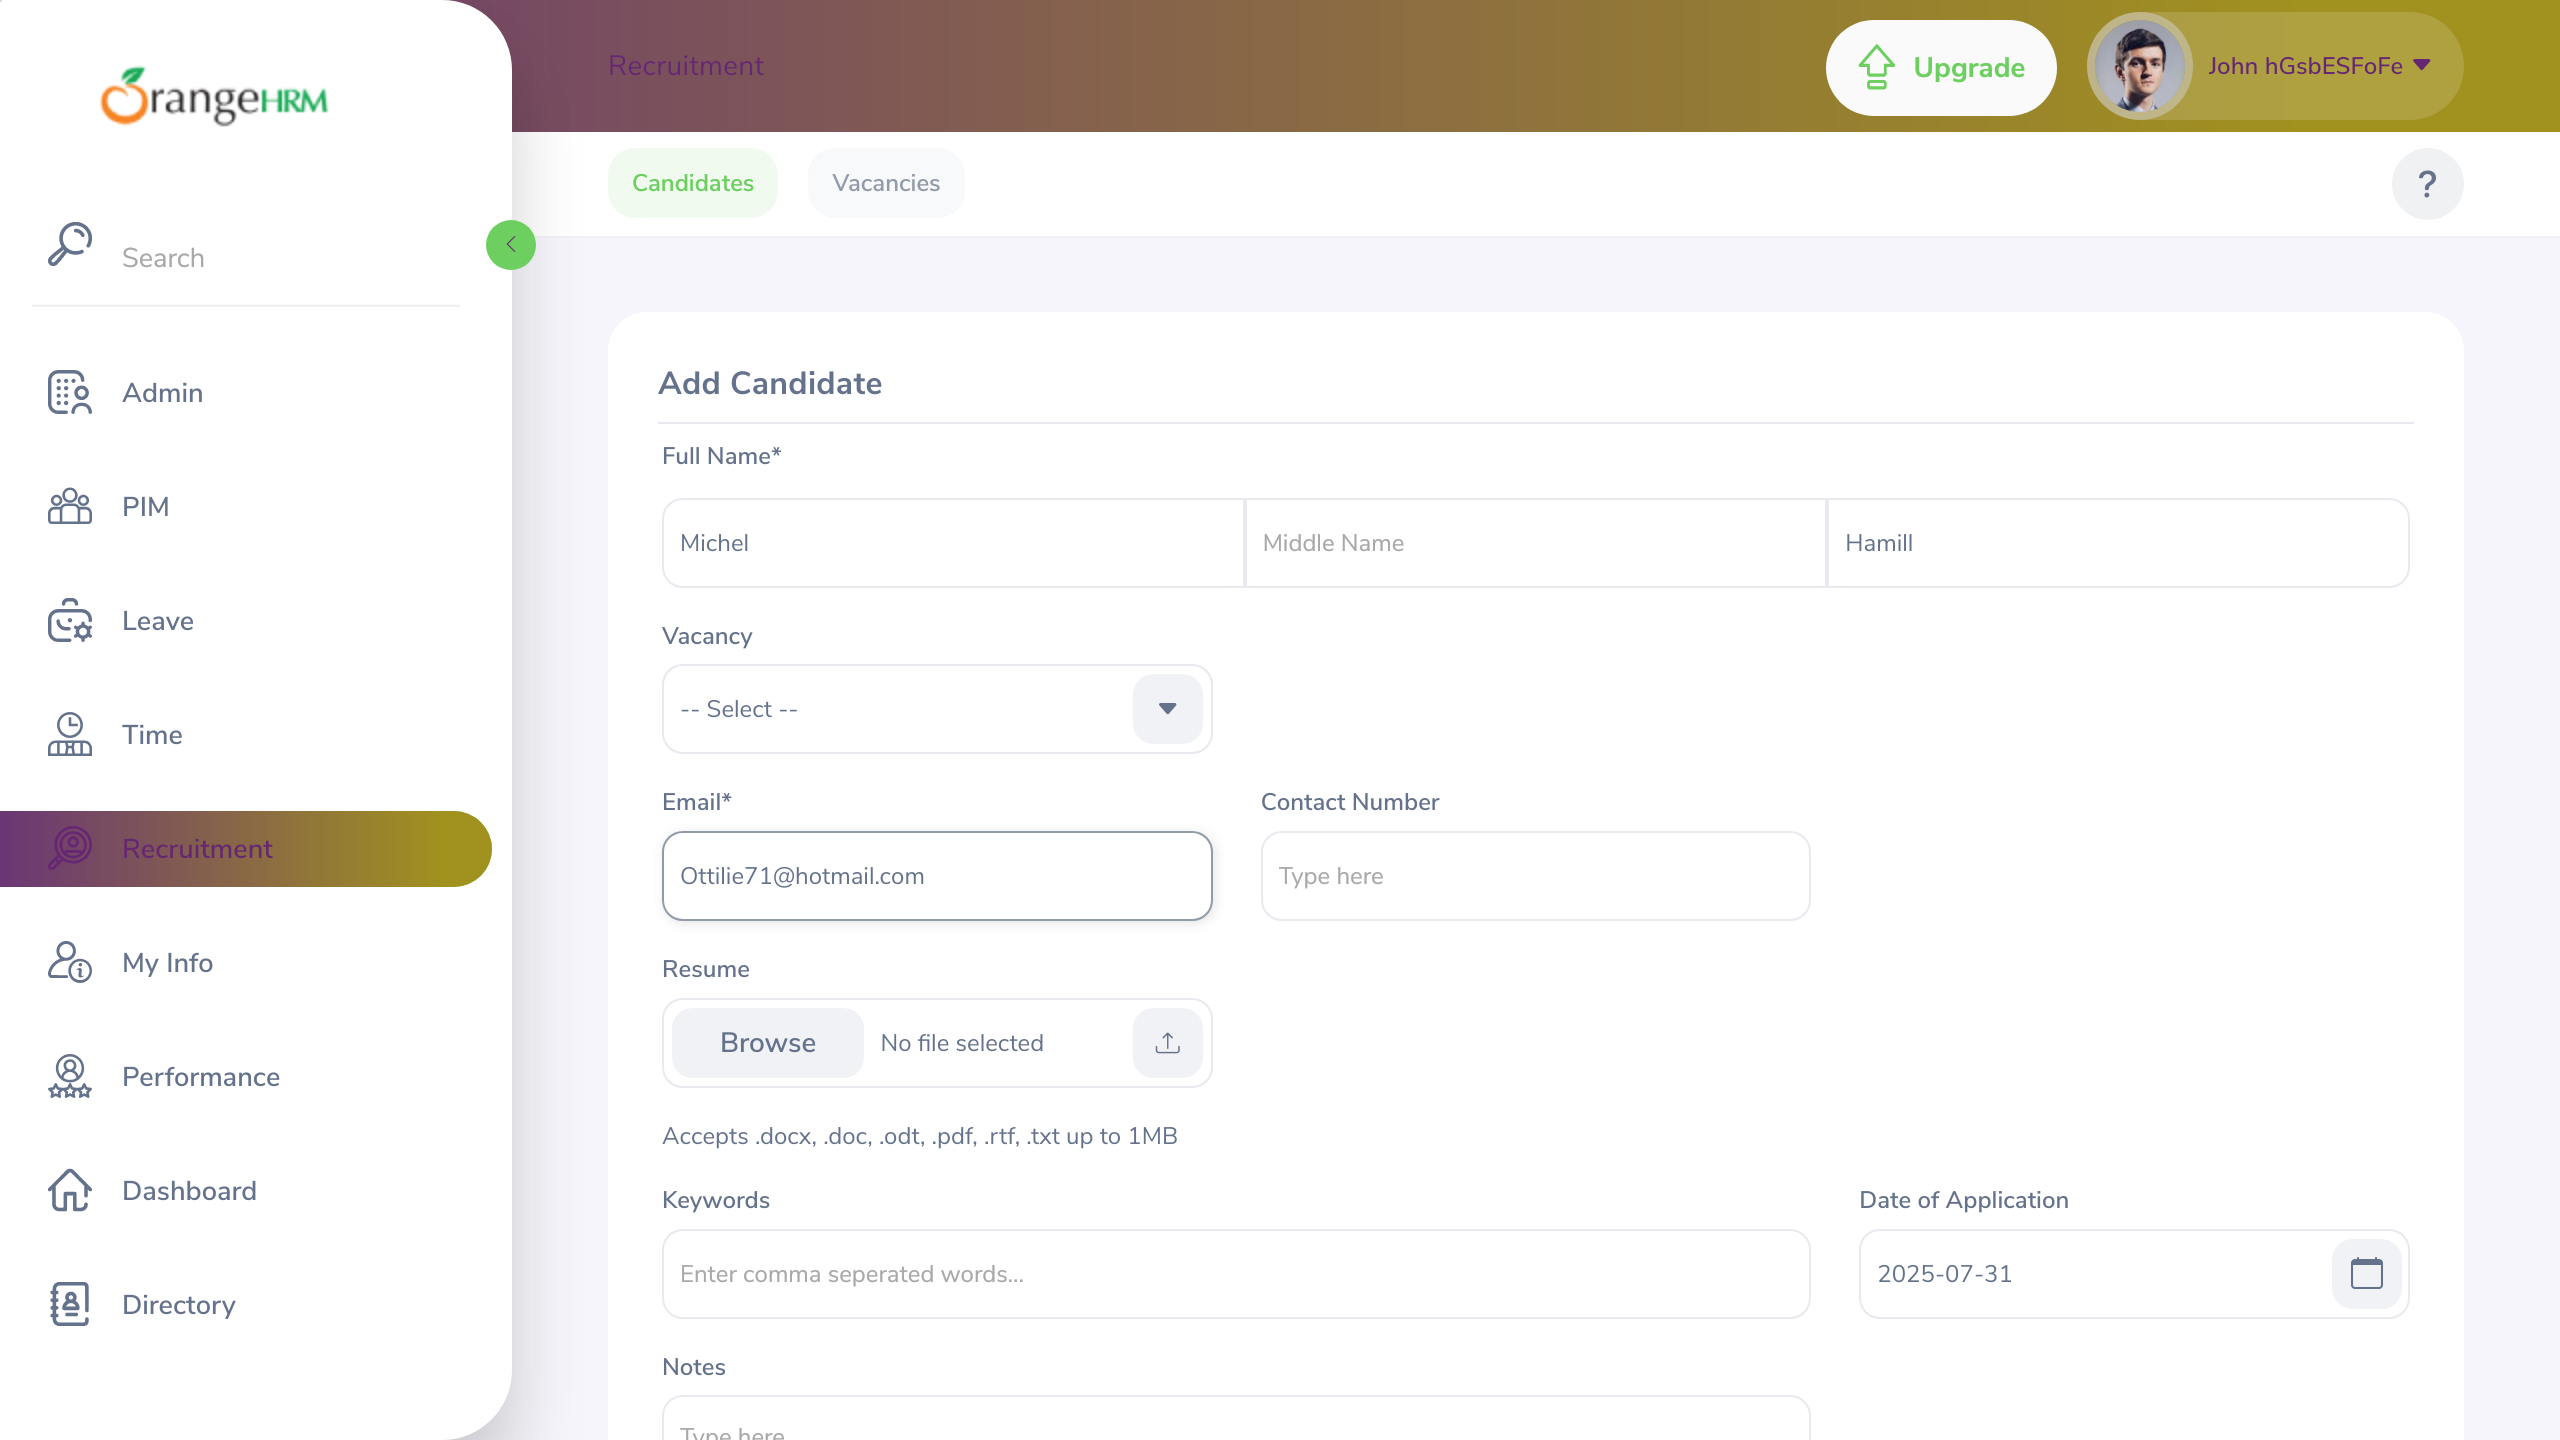 OrangeHRM
Search
Admin
PIM
Leave
Time
Recruitment
My Info
Performance
Dashboard
Directory
Recruitment
Upgrade
John hGsbESFoFe
Candidates
Vacancies
?
Add Candidate
Full Name*
Michel
Middle Name
Hamill
Vacancy
-- Select --
Email*
Contact Number
Ottilie71@hotmail.com
Type here
Resume
Browse
No file selected
Accepts .docx, .doc, .odt, .pdf, .rtf, .txt up to 1MB
Keywords
Date of Application
Enter comma seperated words...
2025-07-31
Notes
Type here